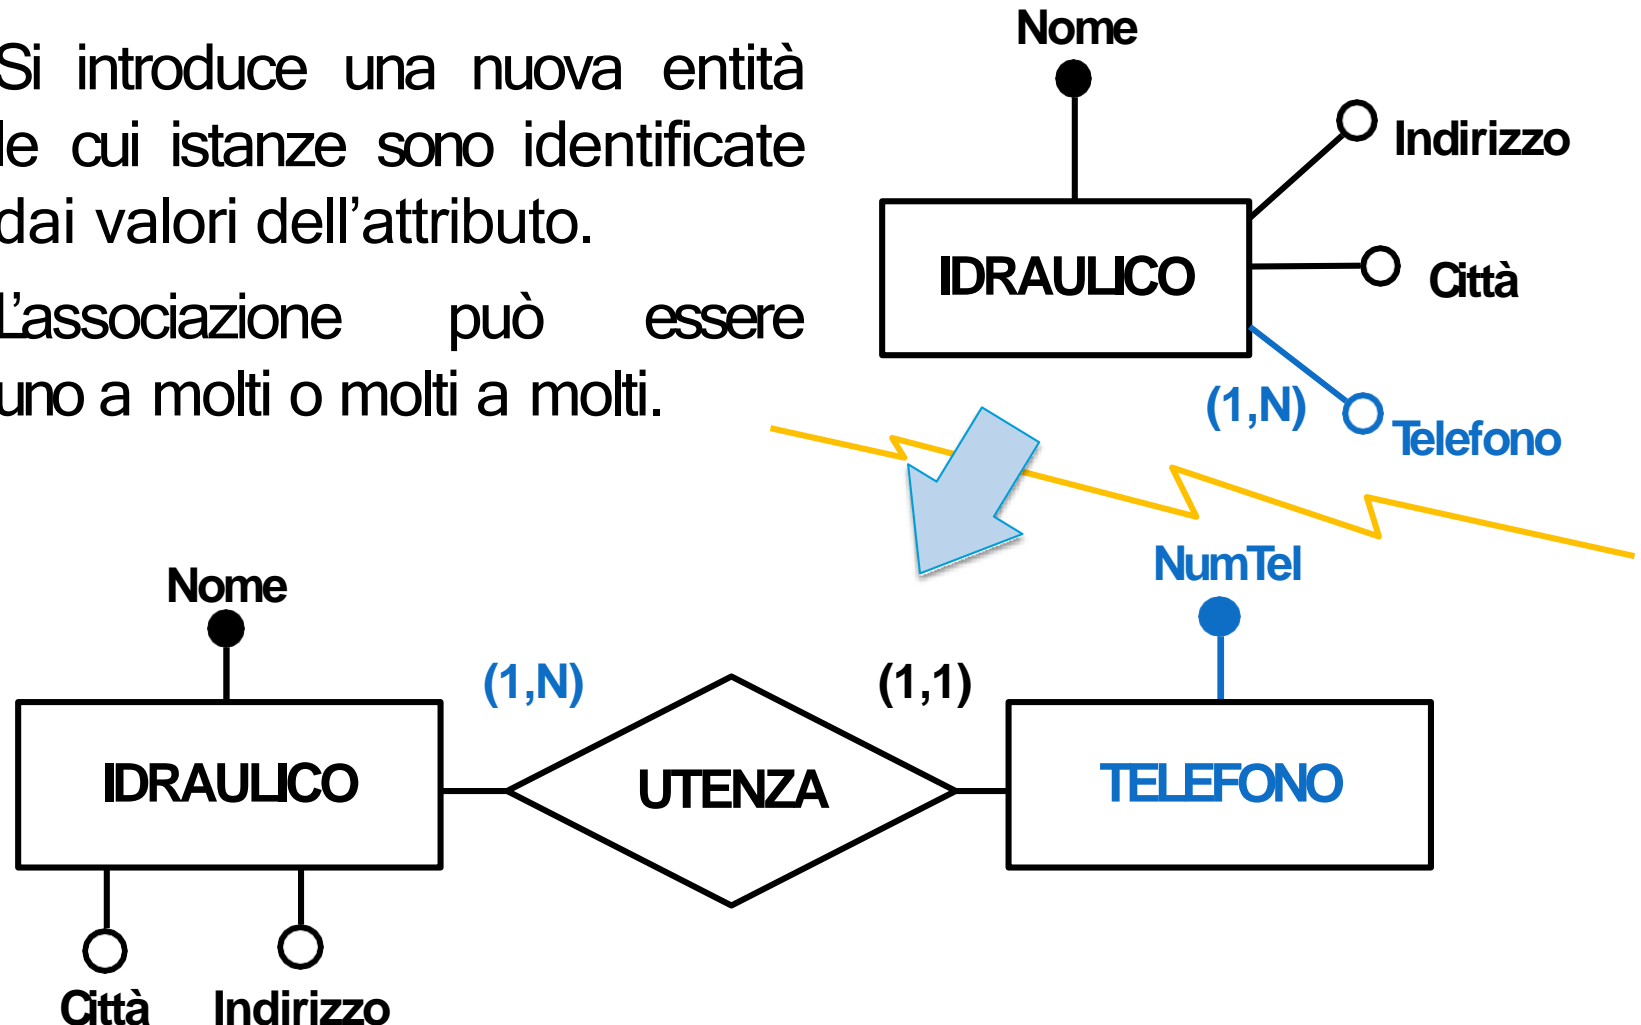 Si introduce una nuova entità
le cui istanze sono identificate
dai valori dell'attributo.
L'associazione può essere
uno a molti o molti a molti.
Nome
Indirizzo
IDRAULICO
Città
(1,N)
Telefono
NumTel
Nome
(1,N)
(1,1)
IDRAULICO
UTENZA
TELEFONO
Città
Indirizzo